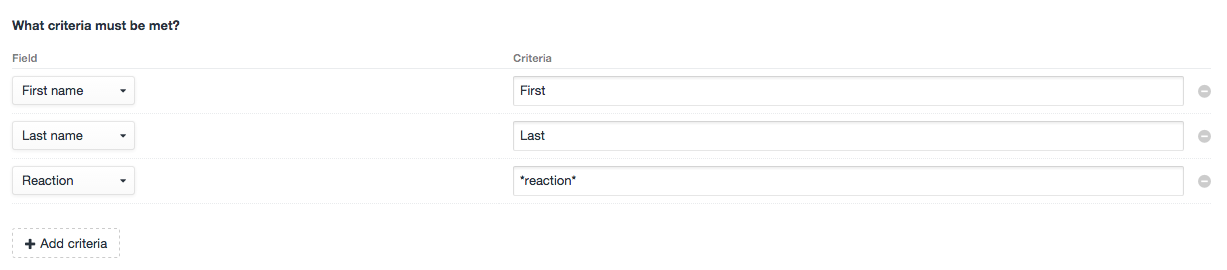 What criteria must be met?
Field Criteria
First name First
Last name Last
Reaction *reaction*
Add criteria